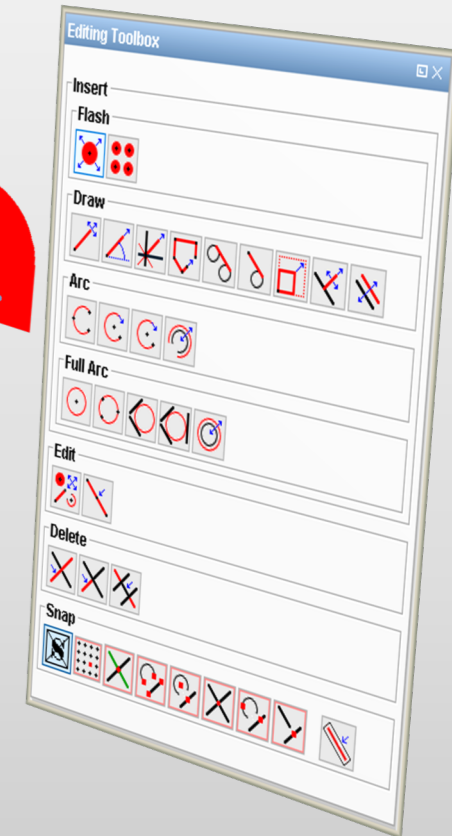 Editing Toolbox
Insert
Flash
Draw
Arc
Full Arc
Edit
Delete
Snap
S